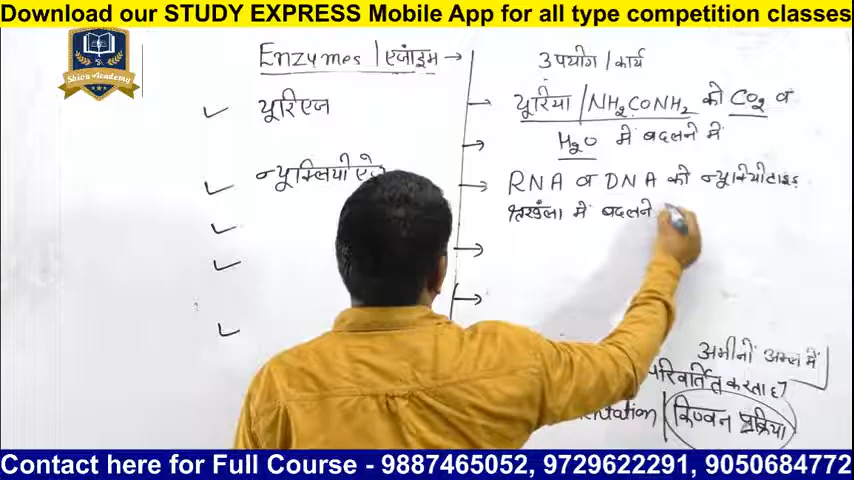 Download our STUDY EXPRESS Mobile App for all type competition classes
Shiva Academy
Enzymes / एंजाइम →
उपयोग / कार्य
यूरिएज
यूरिया / NH2CONH2 को CO2 व
H2O में बदलने में
RNA व DNA को
में बदलने
अमीनों अम्ल में
परिवर्तित करता है
किण्वन प्रक्रिया
Contact here for Full Course - 9887465052, 9729622291, 9050684772